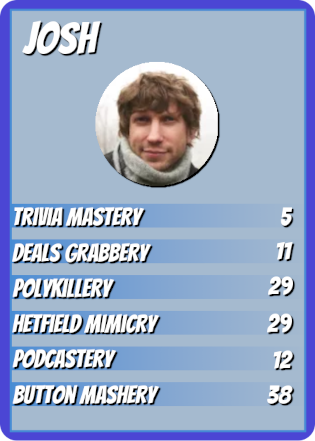 JOSH
TRIVIA MASTERY 5
DEALS GRABBERY 11
POLYKILLERY 29
HETFIELD MIMICRY 29
PODCASTERY 12
BUTTON MASHERY 38